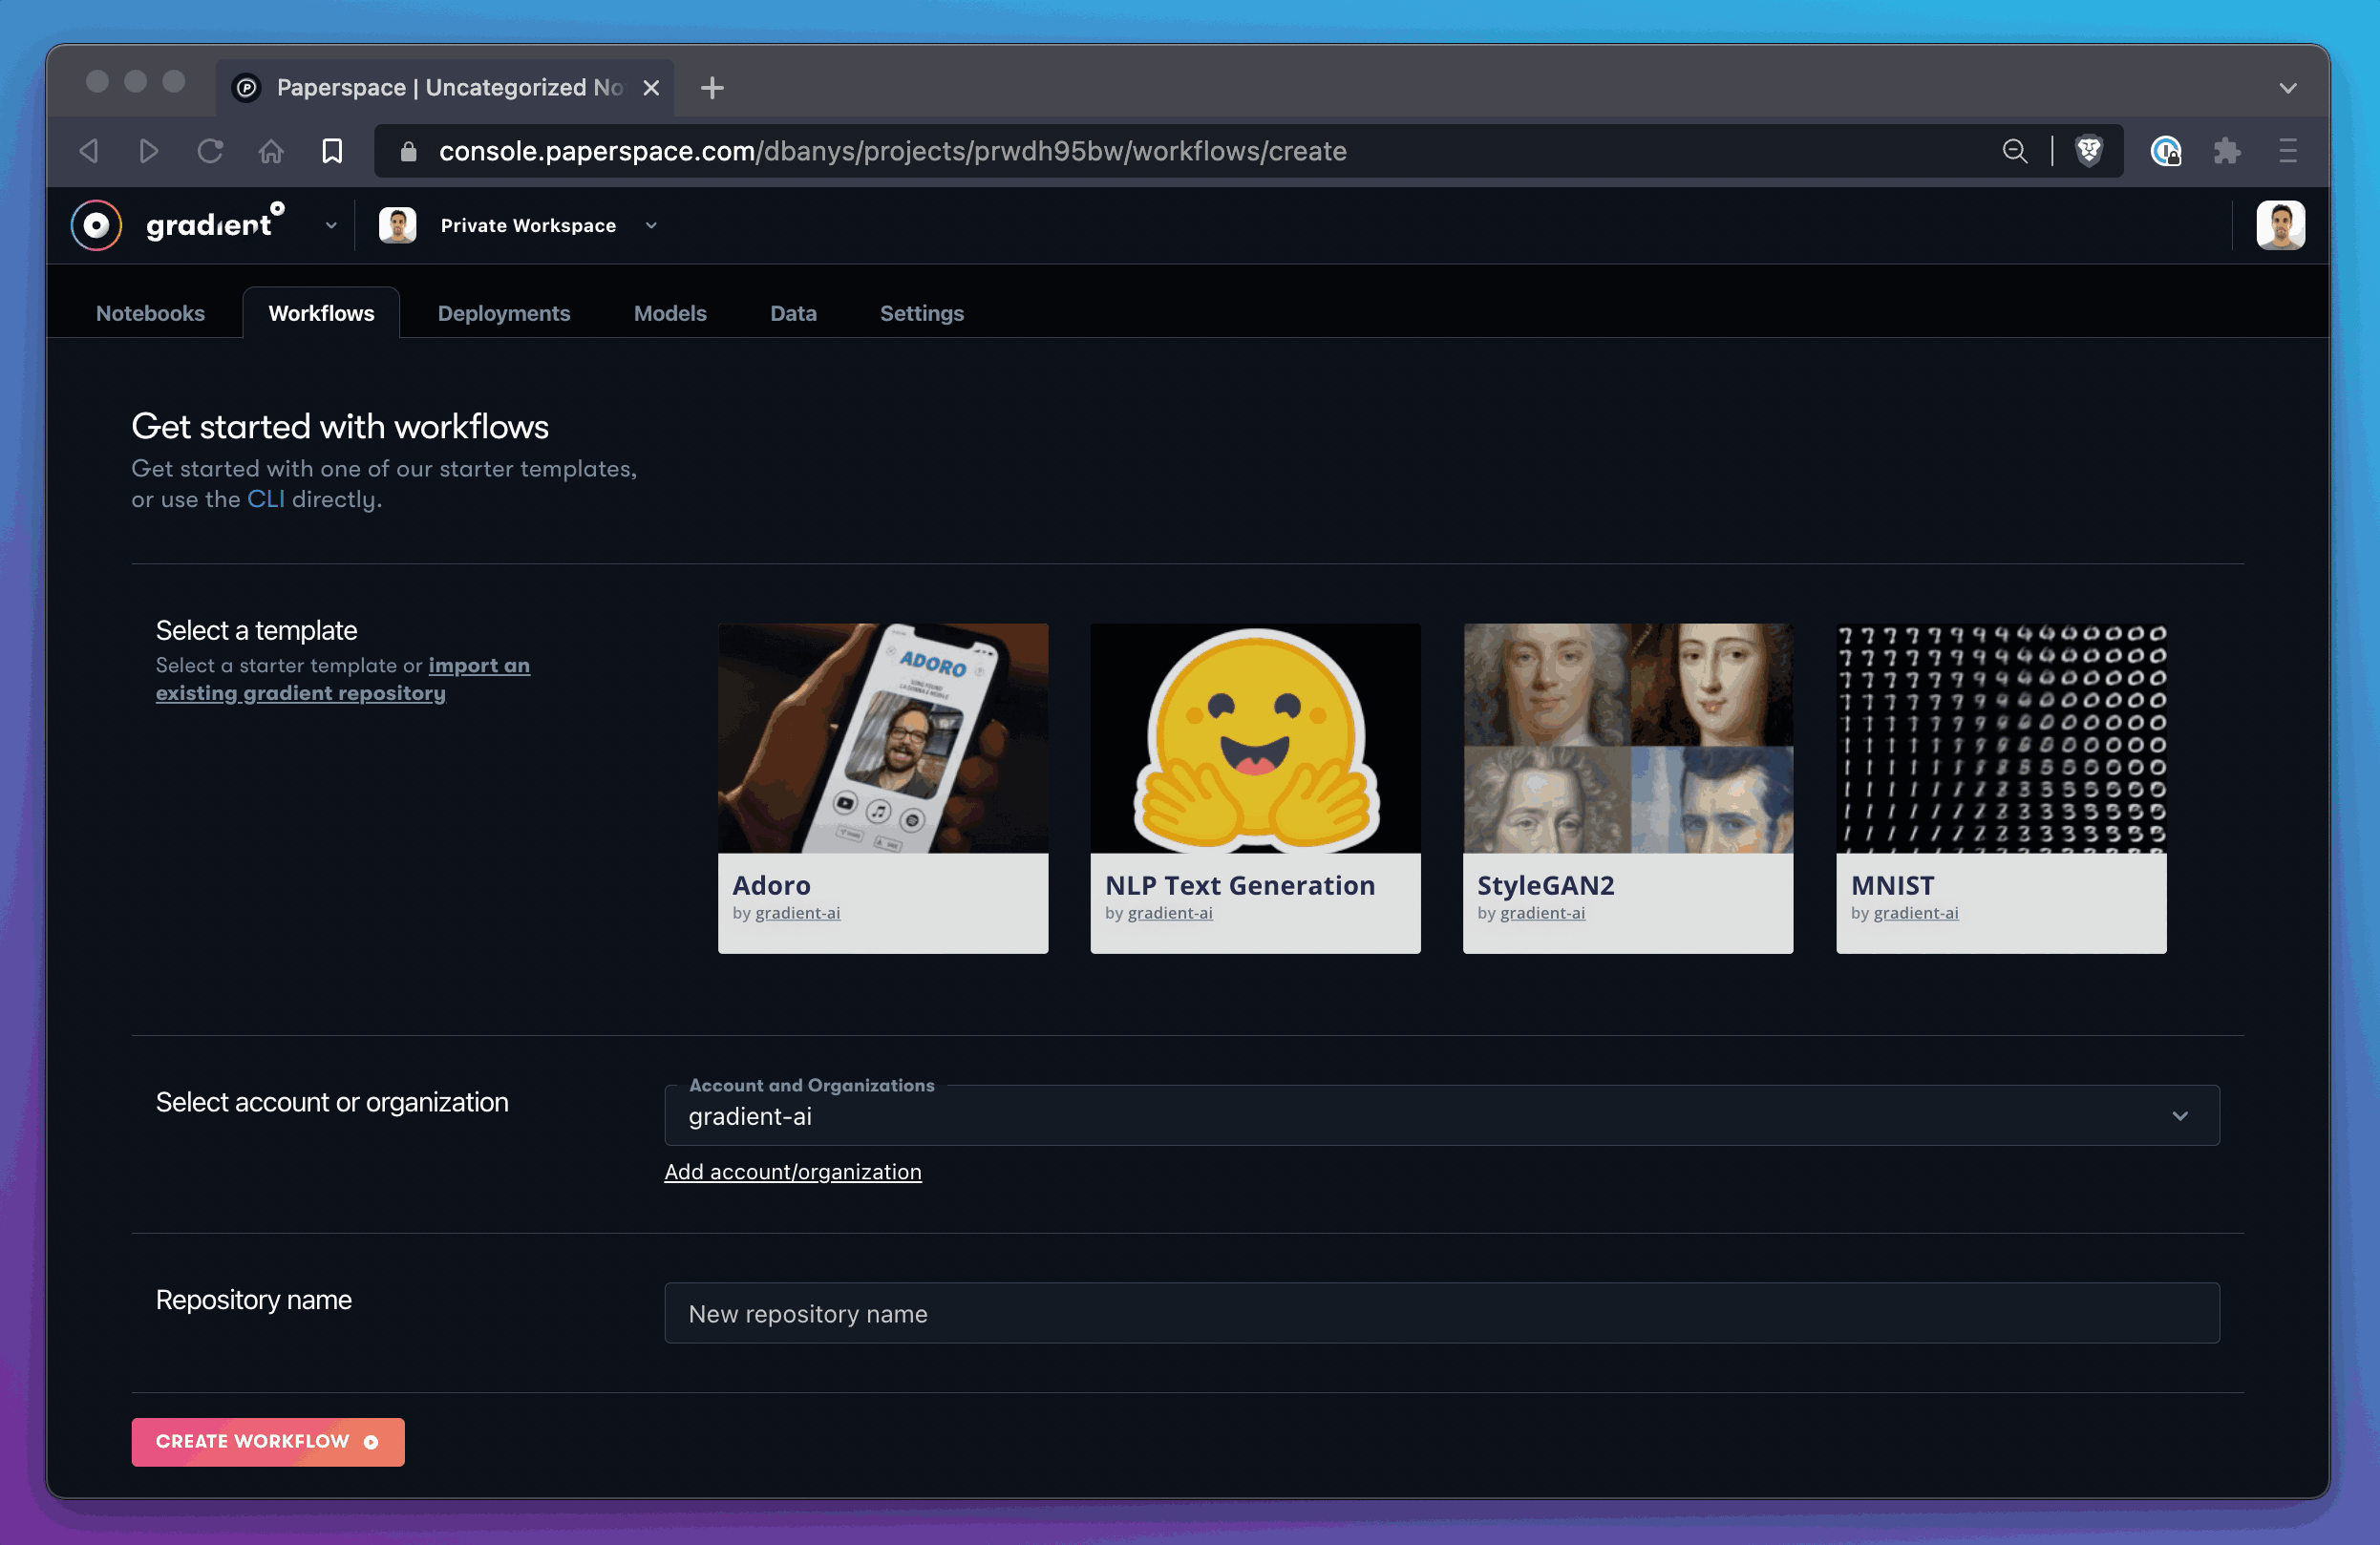 Paperspace | Uncategorized No
console.paperspace.com/dbanys/projects/prwdh95bw/workflows/create
gradient
Private Workspace
Notebooks
Workflows
Deployments
Models
Data
Settings
Get started with workflows
Get started with one of our starter templates,
or use the CLI directly.
Select a template
Select a starter template or import an
existing gradient repository
ADORO
Adoro
by gradient-ai
NLP Text Generation
by gradient-ai
StyleGAN2
by gradient-ai
MNIST
by gradient-ai
Select account or organization
Account and Organizations
gradient-ai
Add account/organization
Repository name
New repository name
CREATE WORKFLOW